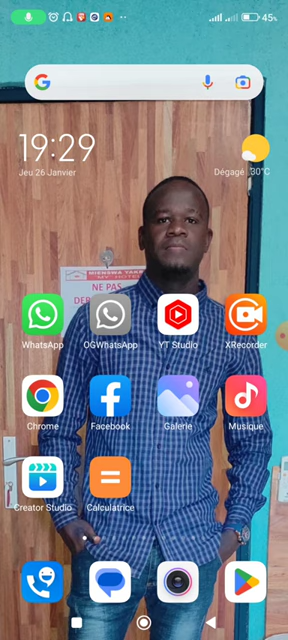 45%
19:29
Jeu 26 Janvier
Dégagé 30°C
NE PAS
WhatsApp
OGWhatsApp
YT Studio
XRecorder
Chrome
Facebook
Galerie
Musique
Creator Studio
Calculatrice